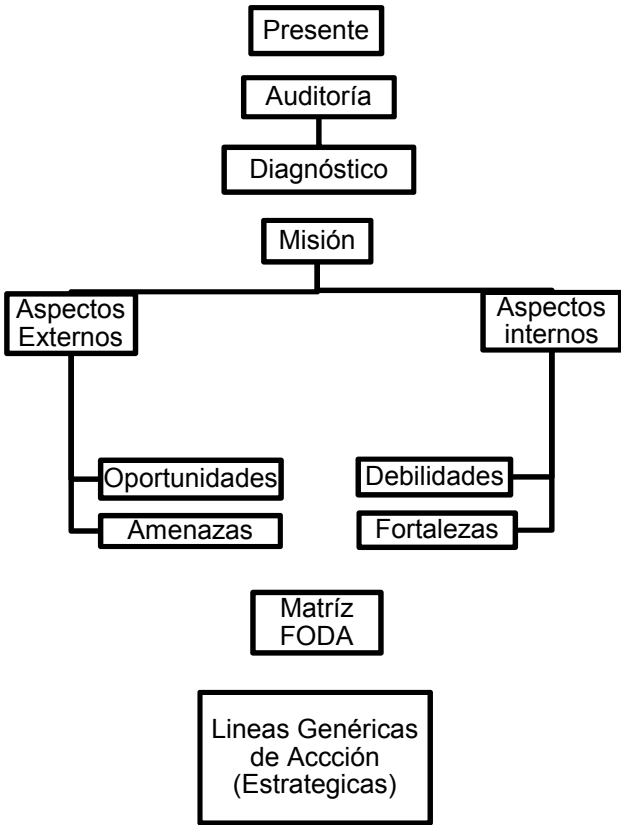 Presente
Auditoría
Diagnóstico
Misión
Aspectos
Externos
Aspectos
internos
Oportunidades
Amenazas
Debilidades
Fortalezas
Matríz
FODA
Lineas Genéricas
de Accción
(Estrategicas)